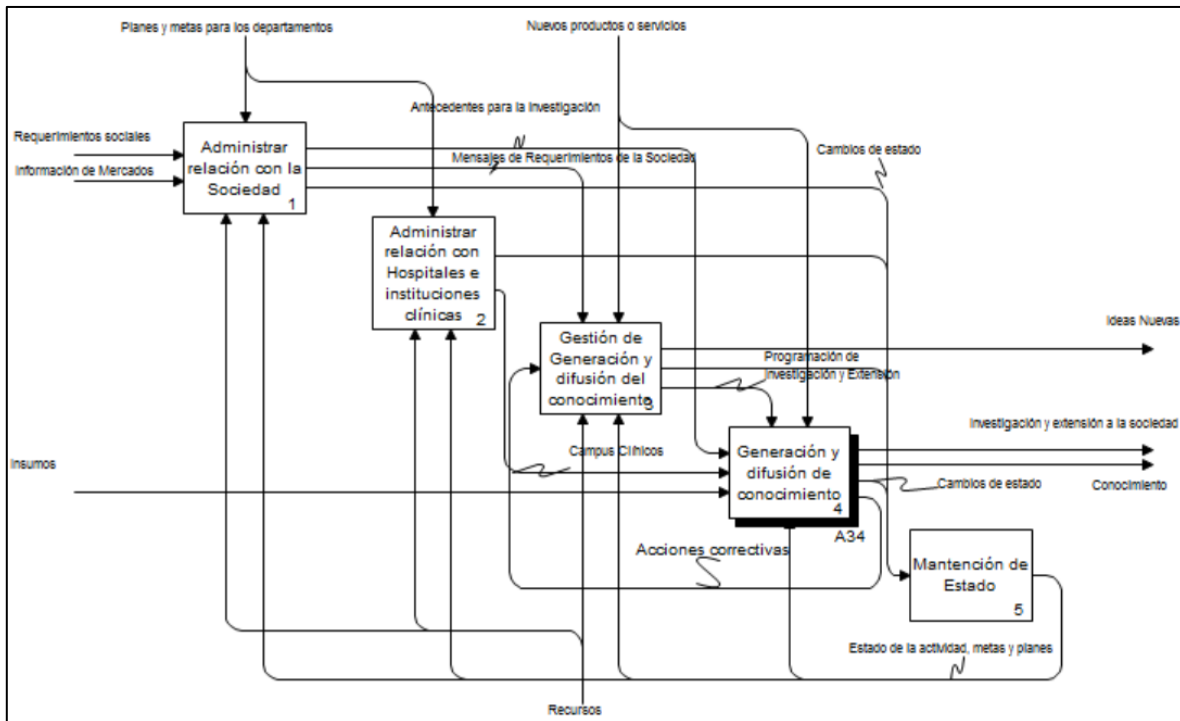 Planes y metas para los departamentos
Nuevos productos o servicios
Antecedentes para la Investigación
Requerimientos sociales
Información de Mercados
Administrar
relación con la
Sociedad
1
Mensajes de Requerimientos de la Sociedad
Cambios de estado
Administrar
relación con
Hospitales e
instituciones
clínicas
2
Gestión de
Generación y
difusión del
conocimiento
3
Ideas Nuevas
Programación de
Investigación y Extensión
Insumos
Campus Clínicos
Generación y
difusión de
conocimiento
4
A34
Investigación y extensión a la sociedad
Cambios de estado
Conocimiento
Acciones correctivas
Mantención de
Estado
5
Estado de la actividad, metas y planes
Recursos